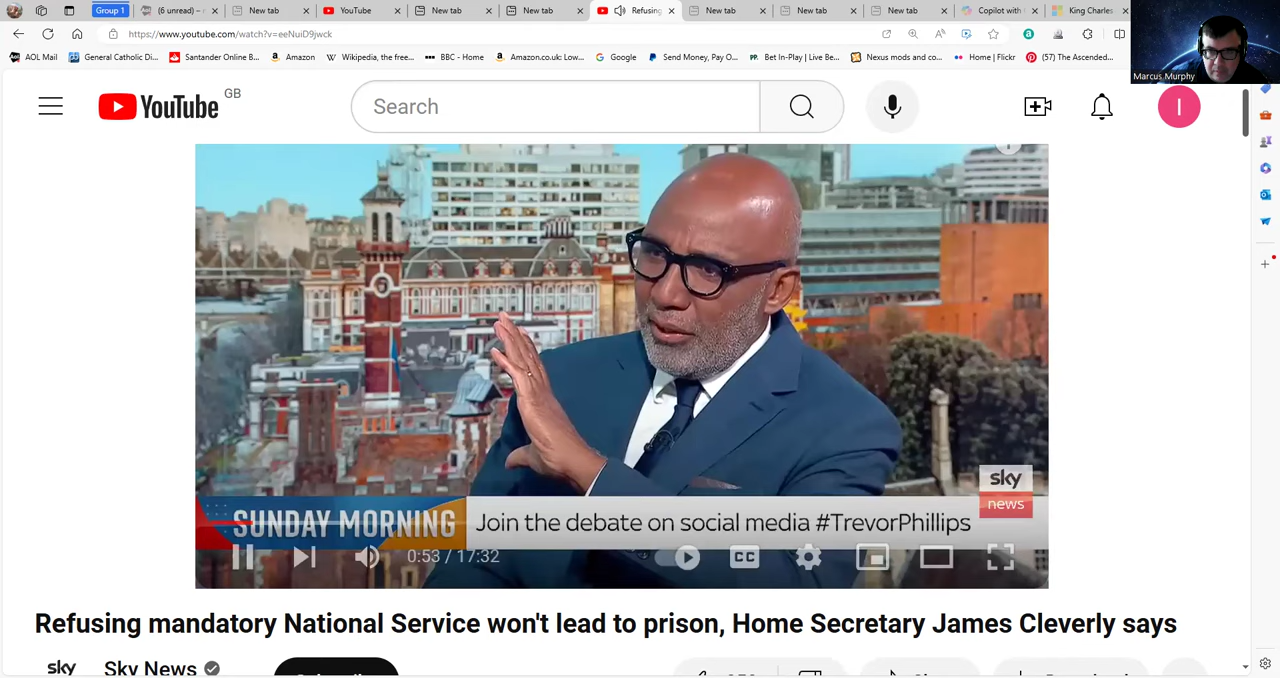 Group 1
(6 unread) –
New tab
YouTube
New tab
New tab
Refusing
New tab
New tab
New tab
Copilot with
King Charles
https://www.youtube.com/watch?v=eeNuiD9jwck
AOL Mail
General Catholic Di...
Santander Online B...
Amazon
Wikipedia, the free...
BBC - Home
Amazon.co.uk: Low...
Google
Send Money, Pay O...
Bet In-Play | Live Be...
Nexus mods and co...
Home | Flickr
(57) The Ascended...
Marcus Murphy
YouTube GB
Search
I
sky
news
SUNDAY MORNING
Join the debate on social media #TrevorPhillips
0:53 / 17:32
CC
Refusing mandatory National Service won't lead to prison, Home Secretary James Cleverly says
sky
Sky News